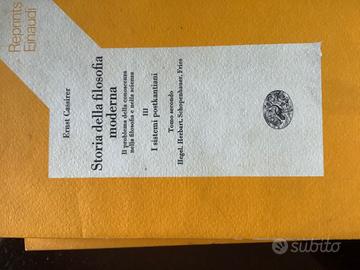 Reprints
Einaudi
Ernst Cassirer
Storia della filosofia
moderna
Il problema della conoscenza
nella filosofia e nella scienza
III
I sistemi postkantiani
Tomo secondo
Hegel, Herbart, Schopenhauer, Fries
subito